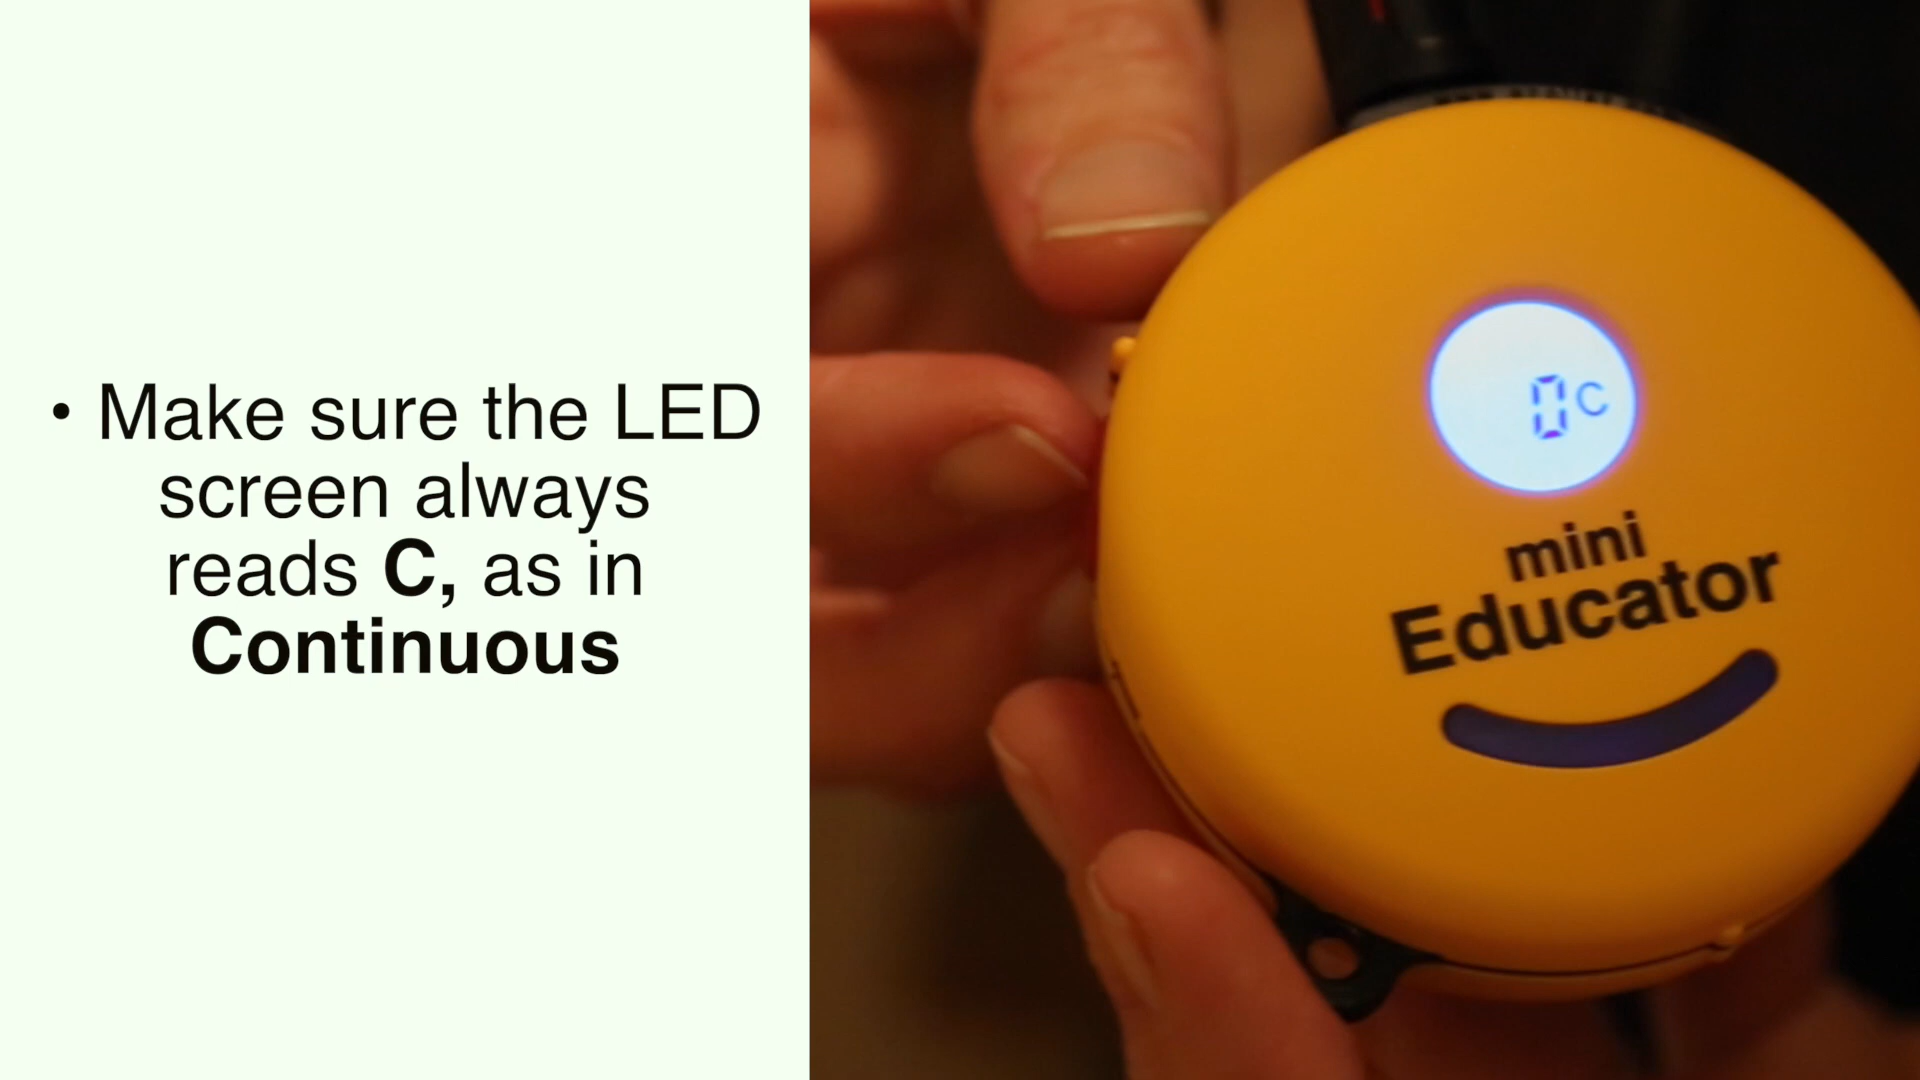 • Make sure the LED
screen always
reads C, as in
Continuous
0C
mini
Educator